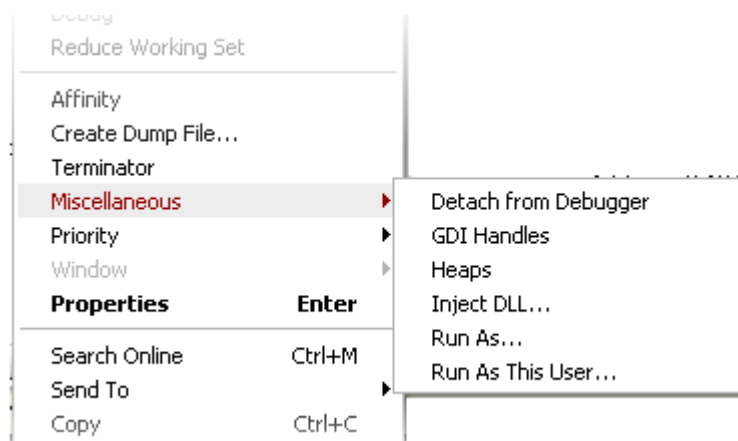 Debug
Reduce Working Set
Affinity
Create Dump File...
Terminator
Miscellaneous
Priority
Window
Properties Enter
Search Online Ctrl+M
Send To
Copy Ctrl+C
Detach from Debugger
GDI Handles
Heaps
Inject DLL...
Run As...
Run As This User...